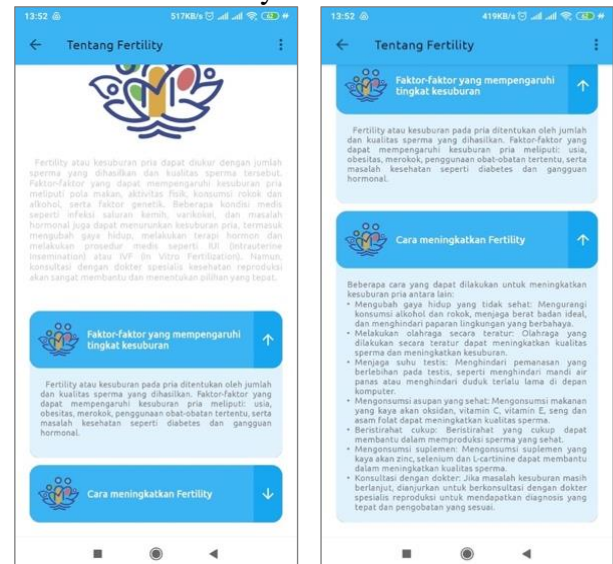 13:52
517KB/s
62
Tentang Fertility
Fertility atau kesuburan pria dapat diukur dengan jumlah
sperma yang dihasilkan dan kualitas sperma tersebut.
Faktor-faktor yang dapat mempengaruhi kesuburan pria
meliputi pola makan, aktivitas fisik, konsumsi rokok dan
alkohol, serta faktor genetik. Beberapa kondisi medis
seperti infeksi saluran kemih, varikokel, dan masalah
hormonal juga dapat menurunkan kesuburan pria, termasuk
mengubah gaya hidup, melakukan terapi hormon dan
melakukan prosedur medis seperti IUI (Intrauterine
Insemination) atau IVF (In Vitro Fertilization). Namun,
konsultasi dengan dokter spesialis kesehatan reproduksi
akan sangat membantu dan menentukan pilihan yang tepat.
Faktor-faktor yang mempengaruhi
tingkat kesuburan
Fertility atau kesuburan pada pria ditentukan oleh jumlah
dan kualitas sperma yang dihasilkan. Faktor-faktor yang
dapat mempengaruhi kesuburan pria meliputi: usia,
obesitas, merokok, penggunaan obat-obatan tertentu, serta
masalah kesehatan seperti diabetes dan gangguan
hormonal.
Cara meningkatkan Fertility
13:52
419KB/s
62
Tentang Fertility
Faktor-faktor yang mempengaruhi
tingkat kesuburan
Fertility atau kesuburan pada pria ditentukan oleh jumlah
dan kualitas sperma yang dihasilkan. Faktor-faktor yang
dapat mempengaruhi kesuburan pria meliputi: usia,
obesitas, merokok, penggunaan obat-obatan tertentu, serta
masalah kesehatan seperti diabetes dan gangguan
hormonal.
Cara meningkatkan Fertility
Beberapa cara yang dapat dilakukan untuk meningkatkan
kesuburan pria antara lain:
• Mengubah gaya hidup yang tidak sehat: Mengurangi
konsumsi alkohol dan rokok, menjaga berat badan ideal,
dan menghindari paparan lingkungan yang berbahaya.
• Melakukan olahraga secara teratur: Olahraga yang
dilakukan secara teratur dapat meningkatkan kualitas
sperma dan meningkatkan kesuburan.
• Menjaga suhu testis: Menghindari pemanasan yang
berlebihan pada testis, seperti menghindari mandi air
panas atau menghindari duduk terlalu lama di depan
komputer.
• Mengonsumsi asupan yang sehat: Mengonsumsi makanan
yang kaya akan oksidan, vitamin C, vitamin E, seng dan
asam folat dapat meningkatkan kualitas sperma.
• Beristirahat cukup: Beristirahat yang cukup dapat
membantu dalam memproduksi sperma yang sehat.
• Mengonsumsi suplemen: Mengonsumsi suplemen yang
kaya akan zinc, selenium dan L-cartinine dapat membantu
dalam meningkatkan kualitas sperma.
• Konsultasi dengan dokter: Jika masalah kesuburan masih
berlanjut, dianjurkan untuk berkonsultasi dengan dokter
spesialis reproduksi untuk mendapatkan diagnosis yang
tepat dan pengobatan yang sesuai.